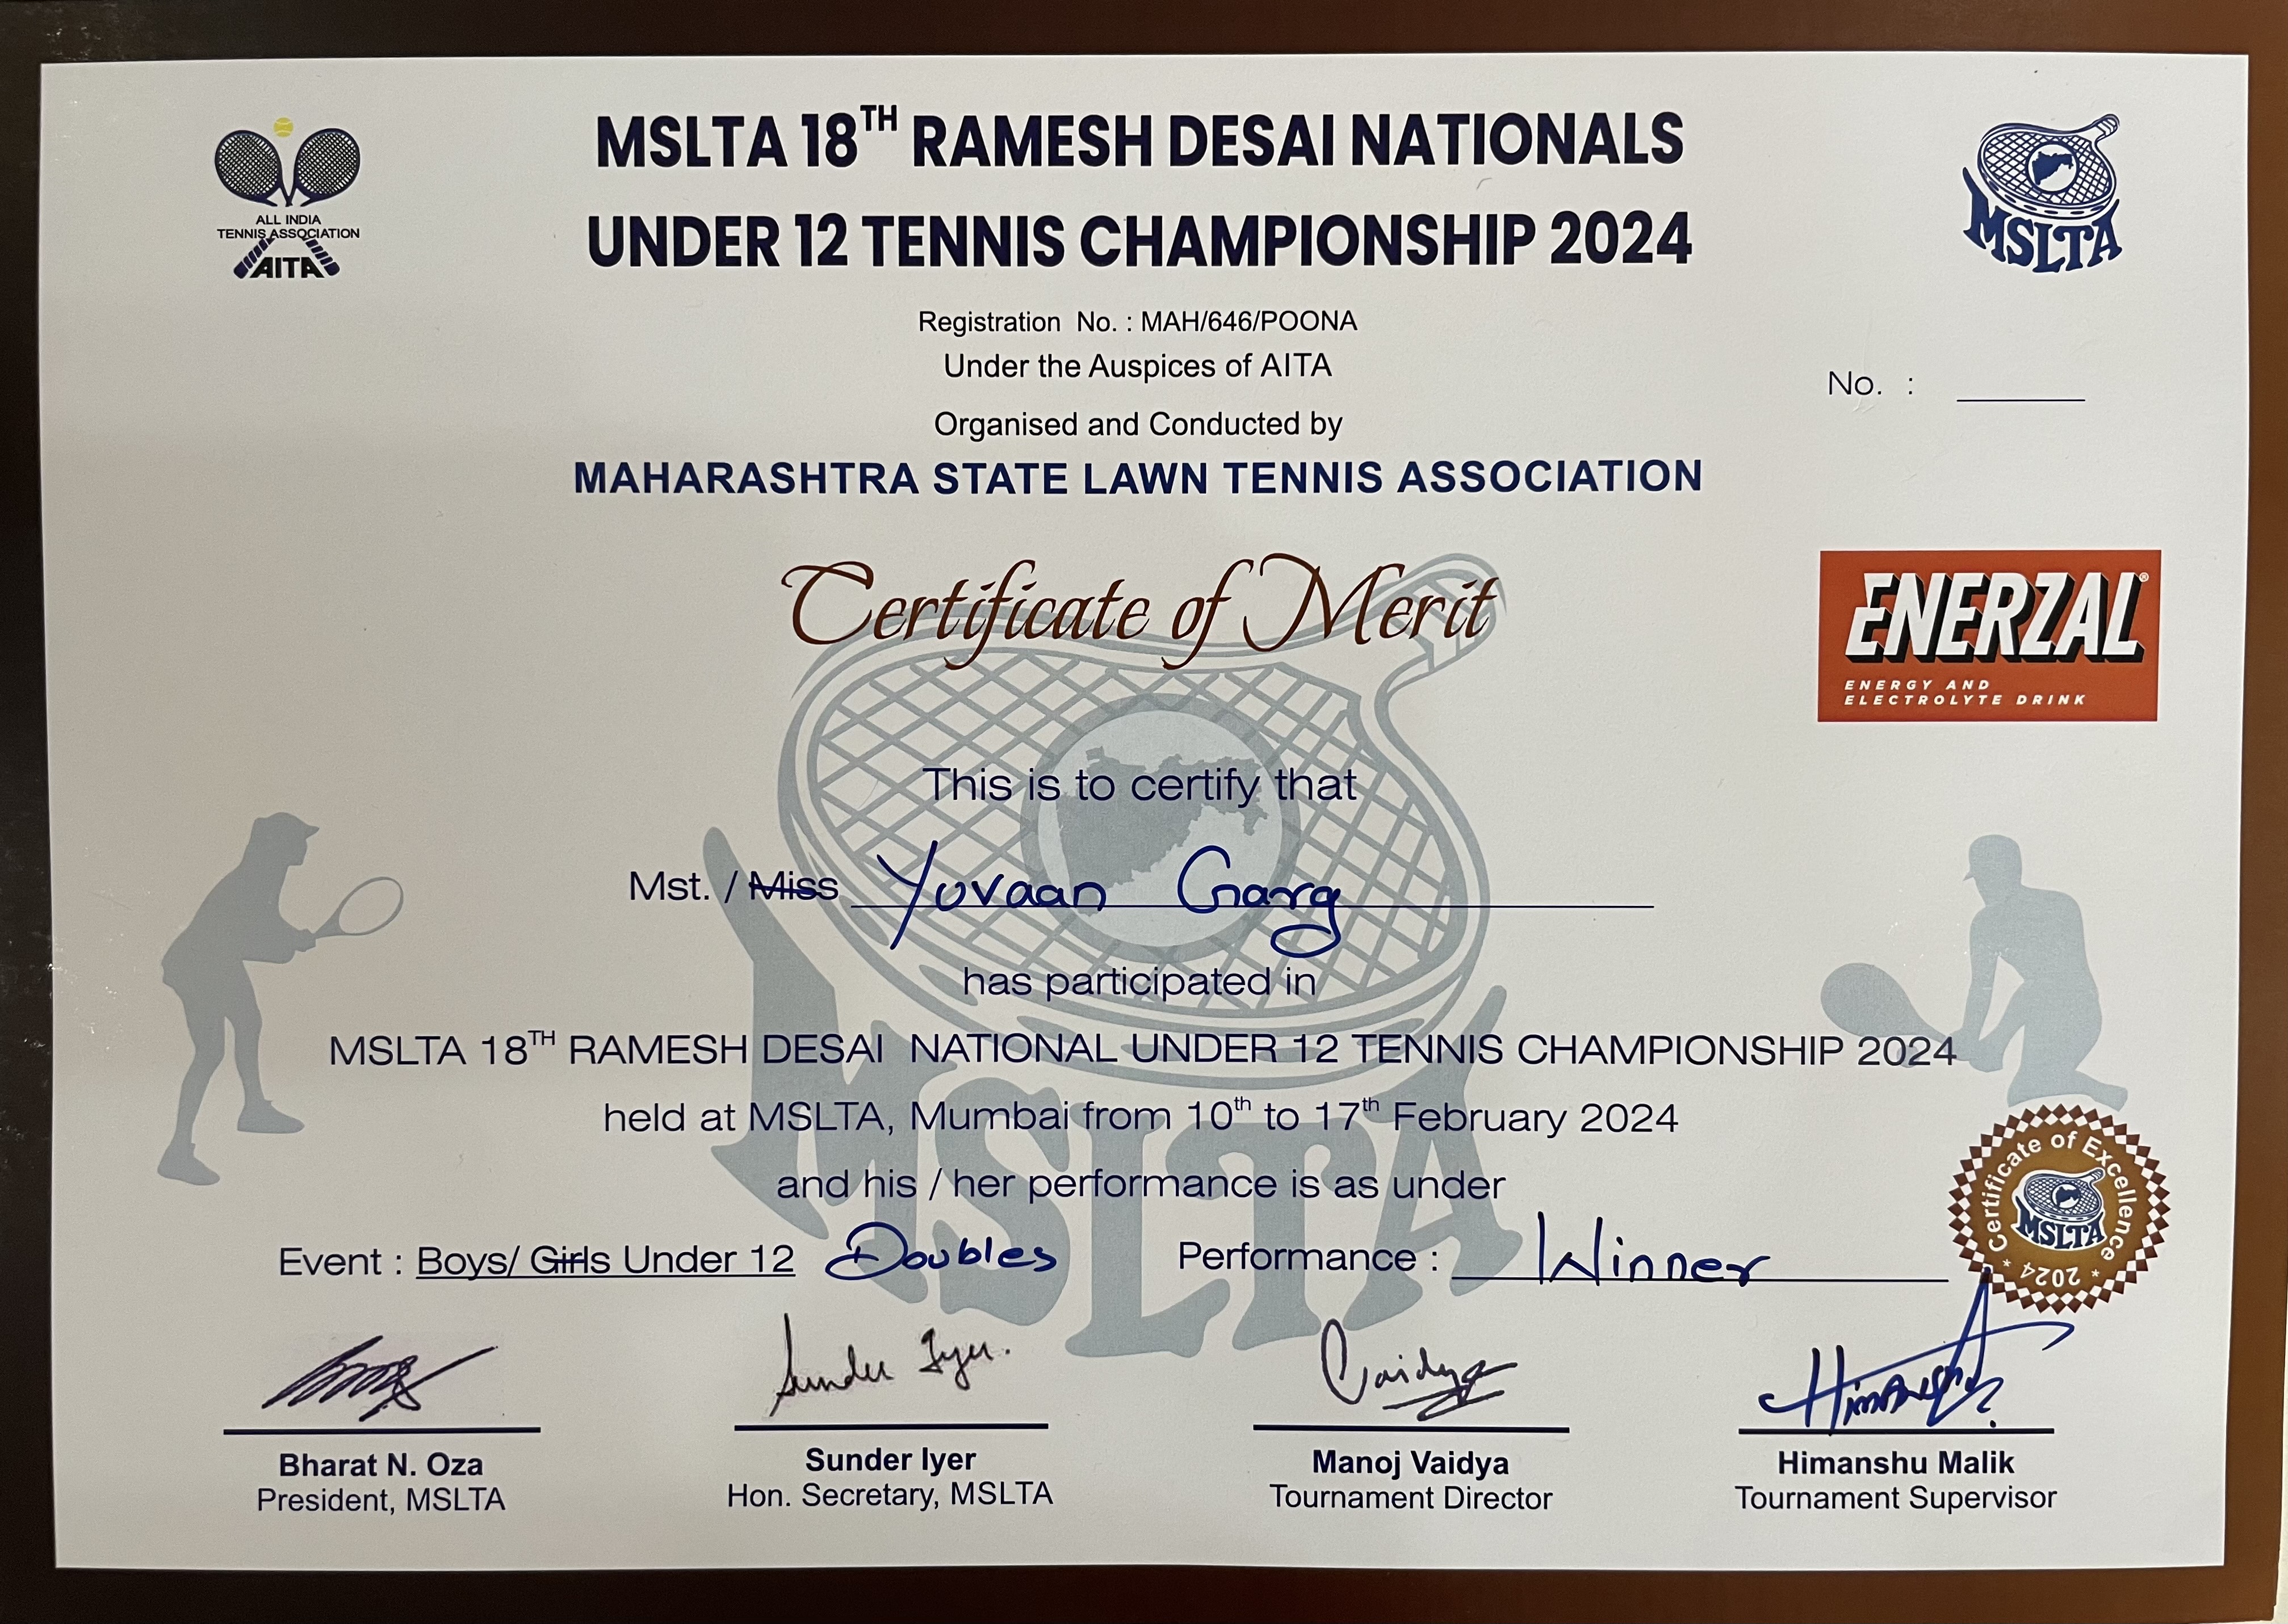 MSLTA 18TH RAMESH DESAI NATIONALS
UNDER 12 TENNIS CHAMPIONSHIP 2024
ALL INDIA
TENNIS ASSOCIATION
AITA
MSLTA
Registration No. : MAH/646/POONA
Under the Auspices of AITA
No. :
Organised and Conducted by
MAHARASHTRA STATE LAWN TENNIS ASSOCIATION
Certificate of Merit
ENERZAL®
ENERGY AND
ELECTROLYTE DRINK
This is to certify that
Mst. / Miss Yuvaan Garg
has participated in
MSLTA 18TH RAMESH DESAI NATIONAL UNDER 12 TENNIS CHAMPIONSHIP 2024
held at MSLTA, Mumbai from 10th to 17th February 2024
and his / her performance is as under
Event : Boys/ Girls Under 12 Doubles Performance : Winner
MSLTA
Certificate of Excellence
MSLTA
* 2024 *
Sunder Iyer.
Vaidya
Himanshu
Bharat N. Oza
President, MSLTA
Sunder Iyer
Hon. Secretary, MSLTA
Manoj Vaidya
Tournament Director
Himanshu Malik
Tournament Supervisor